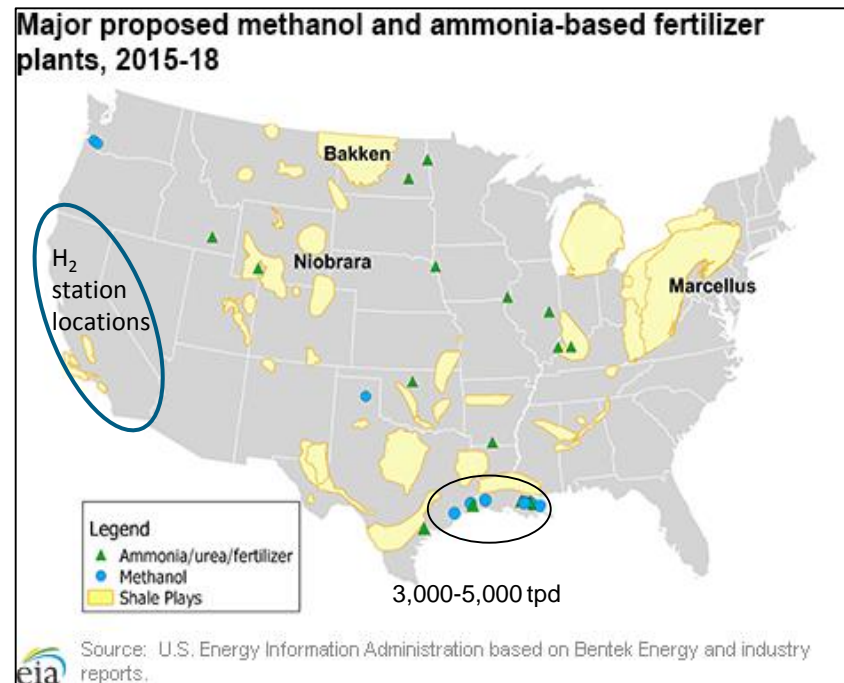 Major proposed methanol and ammonia-based fertilizer
plants, 2015-18
Bakken
Niobrara
Marcellus
H₂
station
locations
Legend
Ammonia/urea/fertilizer
Methanol
Shale Plays
3,000-5,000 tpd
eia
Source: U.S. Energy Information Administration based on Bentek Energy and industry
reports.